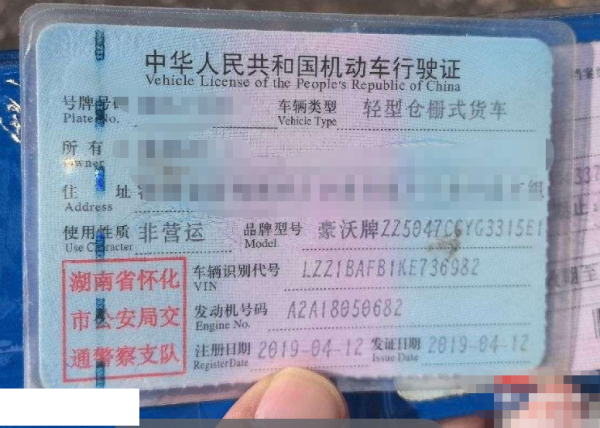 中华人民共和国机动车行驶证
Vehicle License of the People's Republic of China
号牌号码 车辆类型 轻型仓栅式货车
Plate No. Vehicle Type
所有
Owner
住 址
Address 组
使用性质 非营运 品牌型号 豪沃牌ZZ5047CCYG3315E1
Use Character Model
湖南省怀化
市公安局交
通警察支队
车辆识别代号 LZZ1BAFB1KE736982
VIN
发动机号码 A2A18050682
Engine No.
注册日期 2019-04-12 发证日期 2019-04-12
Register Date Issue Date